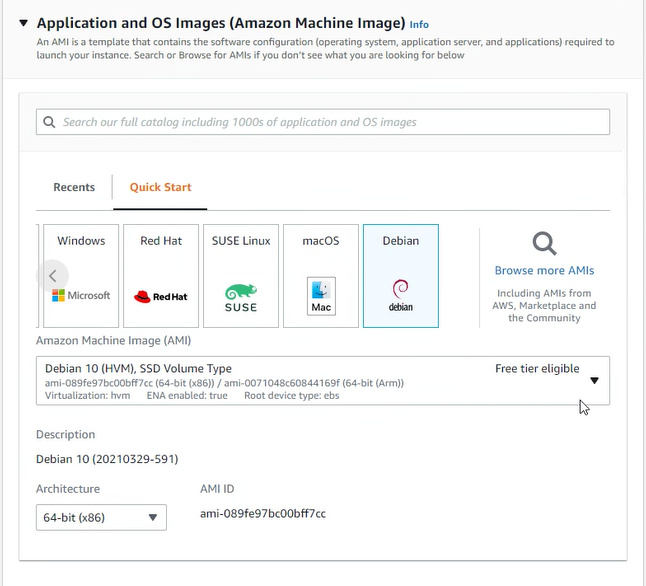 Application and OS Images (Amazon Machine Image) Info
An AMI is a template that contains the software configuration (operating system, application server, and applications) required to
launch your instance. Search or Browse for AMIs if you don't see what you are looking for below
Search our full catalog including 1000s of application and OS images
Recents
Quick Start
Windows
Microsoft
Red Hat
Red Hat
SUSE Linux
SUSE
macOS
Mac
Debian
debian
Browse more AMIs
Including AMIs from
AWS, Marketplace and
the Community
Amazon Machine Image (AMI)
Debian 10 (HVM), SSD Volume Type
Free tier eligible
ami-089fe97bc00bff7cc (64-bit (x86)) / ami-0071048c60844169f (64-bit (Arm))
Virtualization: hvm ENA enabled: true Root device type: ebs
Description
Debian 10 (20210329-591)
Architecture
64-bit (x86)
AMI ID
ami-089fe97bc00bff7cc